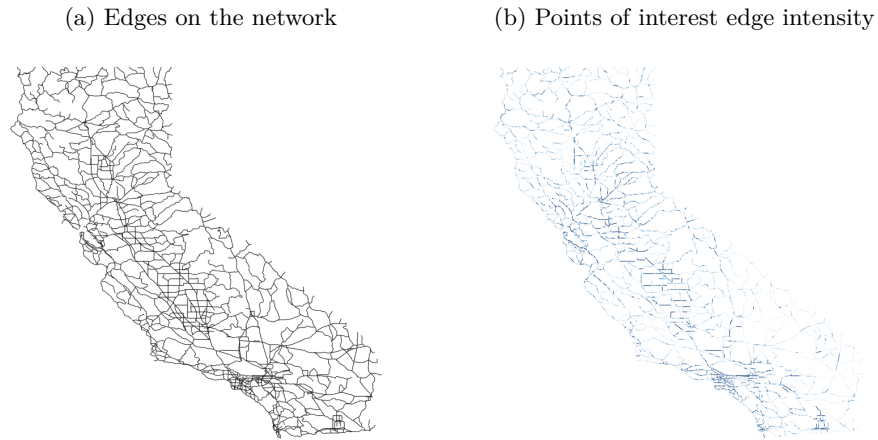 (a) Edges on the network
(b) Points of interest edge intensity